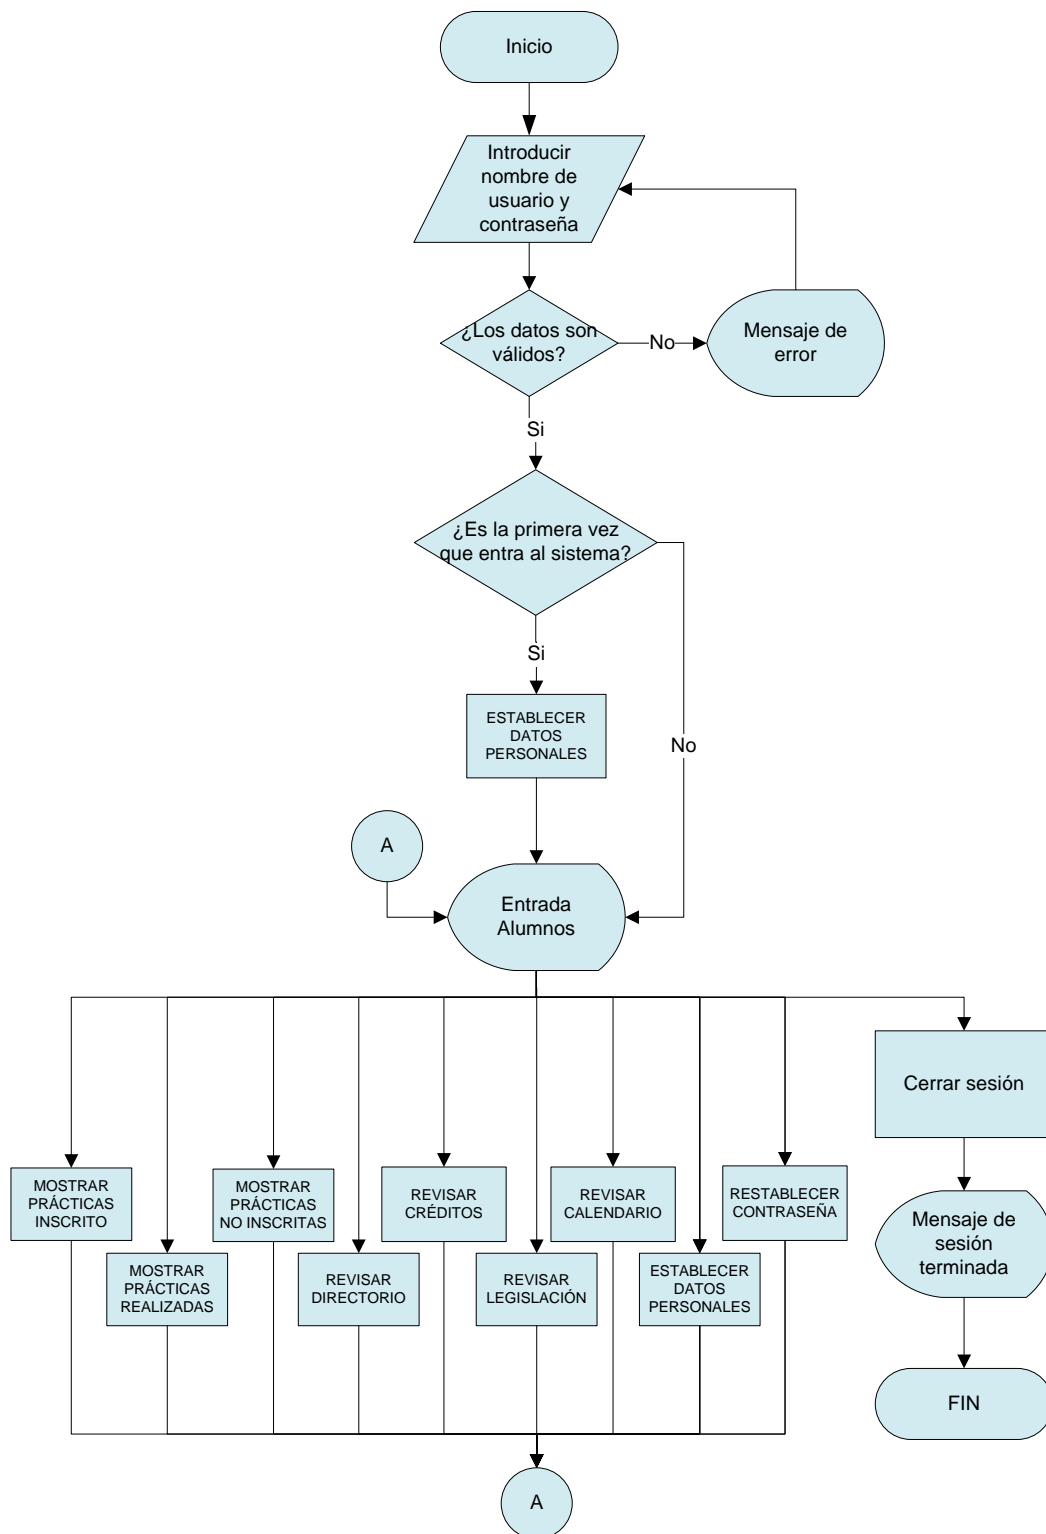 Inicio
Introducir
nombre de
usuario y
contraseña
¿Los datos son
válidos?
No
Mensaje de
error
Si
¿Es la primera vez
que entra al sistema?
Si
ESTABLECER
DATOS
PERSONALES
No
A
Entrada
Alumnos
Cerrar sesión
MOSTRAR
PRÁCTICAS
INSCRITO
MOSTRAR
PRÁCTICAS
NO INSCRITAS
REVISAR
CRÉDITOS
REVISAR
CALENDARIO
RESTABLECER
CONTRASEÑA
Mensaje de
sesión
terminada
MOSTRAR
PRÁCTICAS
REALIZADAS
REVISAR
DIRECTORIO
REVISAR
LEGISLACIÓN
ESTABLECER
DATOS
PERSONALES
FIN
A